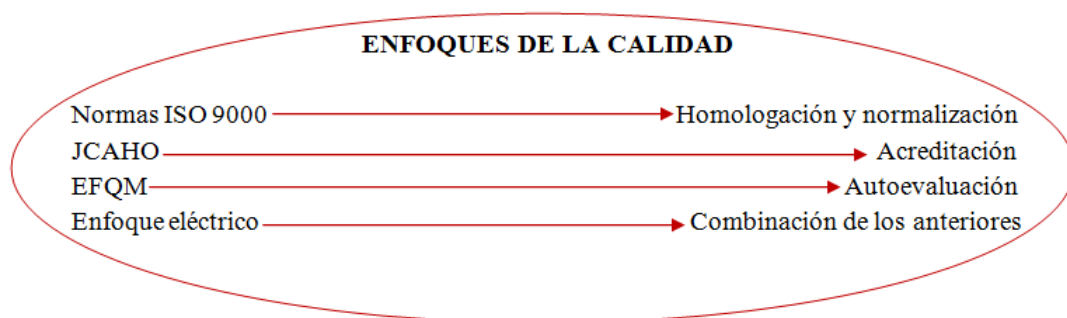 ENFOQUES DE LA CALIDAD
Normas ISO 9000 Homologación y normalización
JCAHO Acreditación
EFQM Autoevaluación
Enfoque eléctrico Combinación de los anteriores